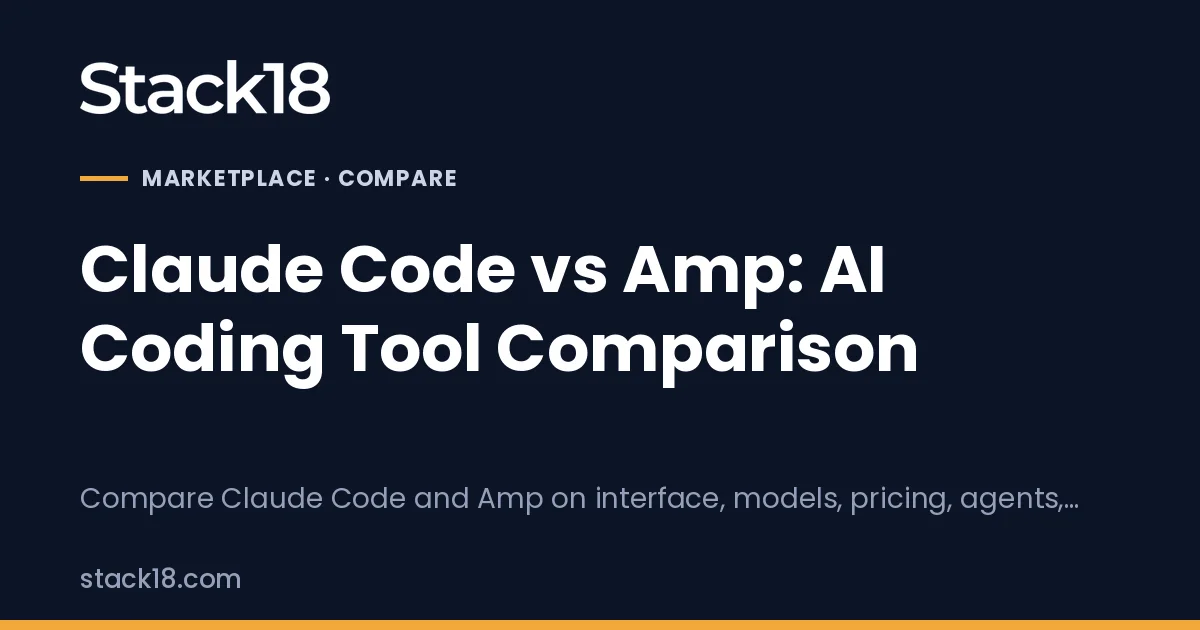 Stack18
MARKETPLACE · COMPARE
Claude Code vs Amp: AI
Coding Tool Comparison
Compare Claude Code and Amp on interface, models, pricing, agents,...
stack18.com